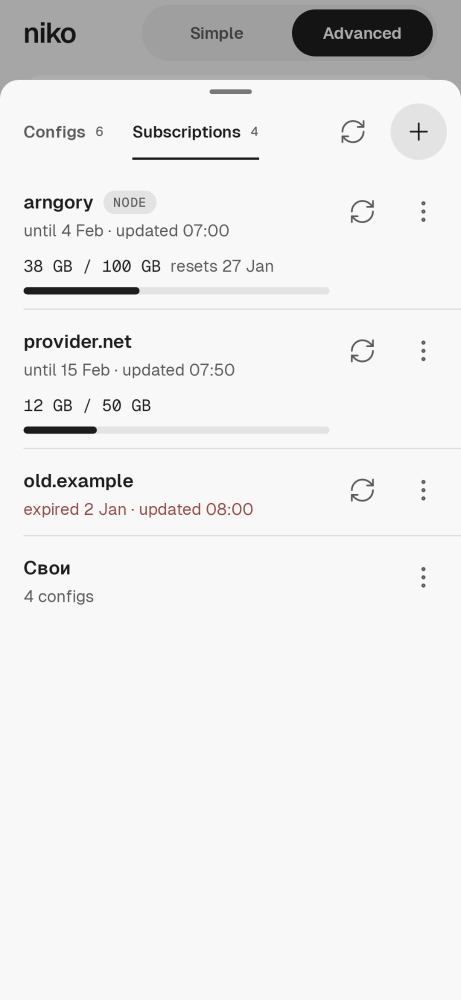 niko
Simple
Advanced
Configs 6
Subscriptions 4
arngory NODE
until 4 Feb · updated 07:00
38 GB / 100 GB resets 27 Jan
provider.net
until 15 Feb · updated 07:50
12 GB / 50 GB
old.example
expired 2 Jan · updated 08:00
Свои
4 configs